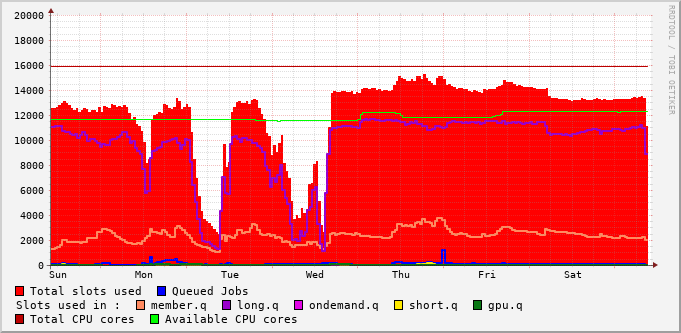 RRDTOOL / TOBI OETIKER
20000
18000
16000
14000
12000
10000
8000
6000
4000
2000
0
Sun Mon Tue Wed Thu Fri Sat
Total slots used Queued Jobs
Slots used in : member.q long.q ondemand.q short.q gpu.q
Total CPU cores Available CPU cores